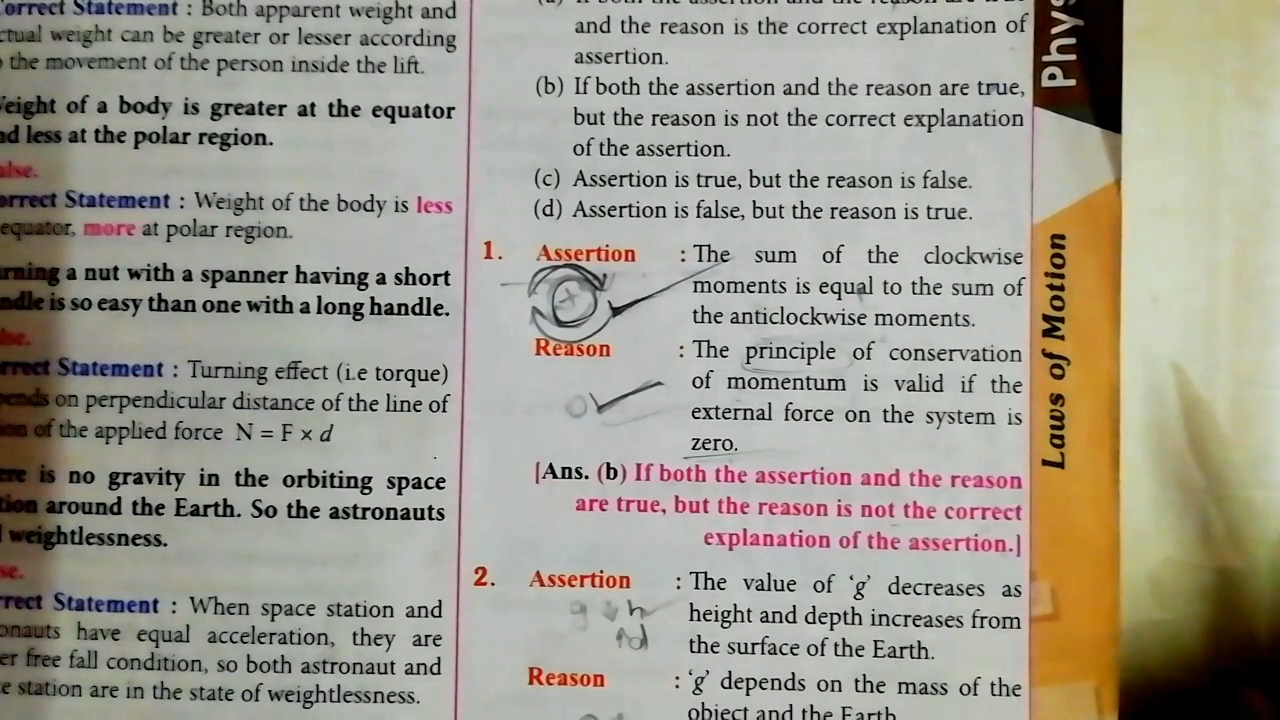 orrect Statement : Both apparent weight and
ctual weight can be greater or lesser according
the movement of the person inside the lift.
eight of a body is greater at the equator
nd less at the polar region.
alse.
orrect Statement : Weight of the body is less
equator, more at polar region.
urning a nut with a spanner having a short
ndle is so easy than one with a long handle.
lse.
rrect Statement : Turning effect (i.e torque)
pends on perpendicular distance of the line of
ion of the applied force N = F × d
ere is no gravity in the orbiting space
tion around the Earth. So the astronauts
weightlessness.
se.
rrect Statement : When space station and
onauts have equal acceleration, they are
er free fall condition, so both astronaut and
e station are in the state of weightlessness.
and the reason is the correct explanation of
assertion.
(b) If both the assertion and the reason are true,
but the reason is not the correct explanation
of the assertion.
(c) Assertion is true, but the reason is false.
(d) Assertion is false, but the reason is true.
1. Assertion : The sum of the clockwise
moments is equal to the sum of
the anticlockwise moments.
Reason : The principle of conservation
of momentum is valid if the
external force on the system is
zero.
[Ans. (b) If both the assertion and the reason
are true, but the reason is not the correct
explanation of the assertion.]
2. Assertion : The value of ‘g’ decreases as
height and depth increases from
the surface of the Earth.
Reason : ‘g’ depends on the mass of the
object and the Earth
Phys
Laws of Motion